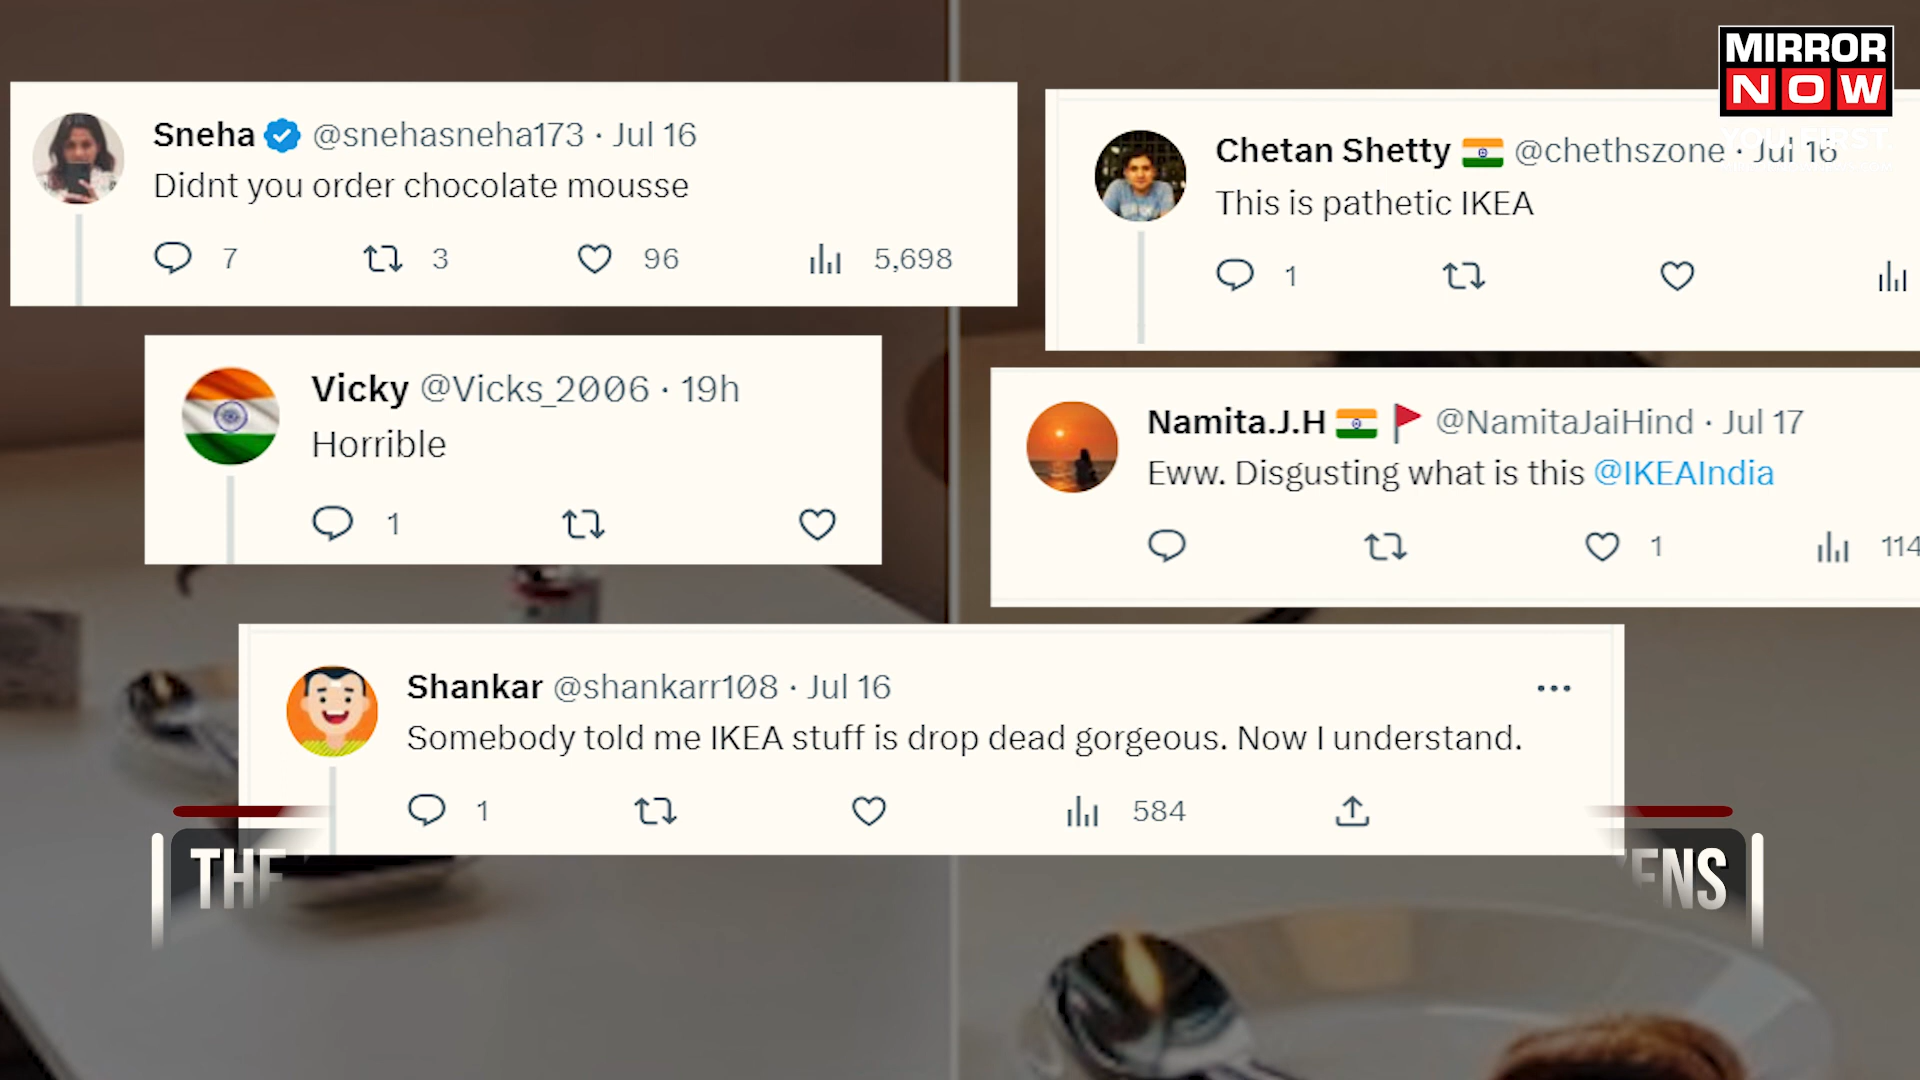 MIRROR
NOW
YOU FIRST.
Sneha @snehasneha173 · Jul 16
Didnt you order chocolate mousse
7 3 96 5,698
Chetan Shetty @chethszone · Jul 16
This is pathetic IKEA
1
Vicky @Vicks_2006 · 19h
Horrible
1
Namita.J.H @NamitaJaiHind · Jul 17
Eww. Disgusting what is this @IKEAIndia
1 114
Shankar @shankarr108 · Jul 16
Somebody told me IKEA stuff is drop dead gorgeous. Now I understand.
1 584
THE